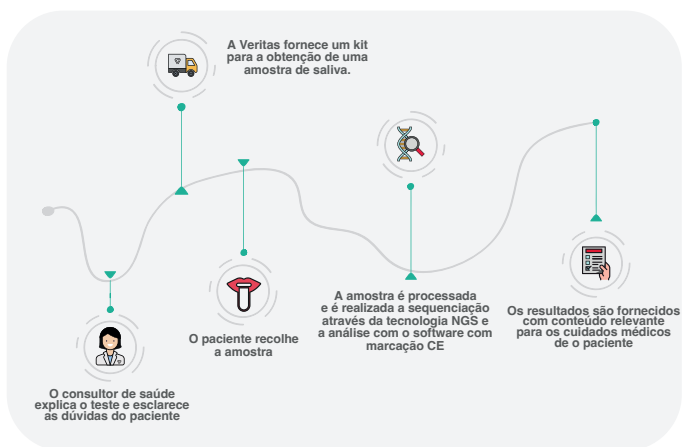 A Veritas fornece um kit
para a obtenção de uma
amostra de saliva.
O consultor de saúde
explica o teste e esclarece
as dúvidas do paciente
O paciente recolhe
a amostra
A amostra é processada
e é realizada a sequenciação
através da tecnologia NGS e
a análise com o software com
marcação CE
Os resultados são fornecidos
com conteúdo relevante
para os cuidados médicos
de o paciente